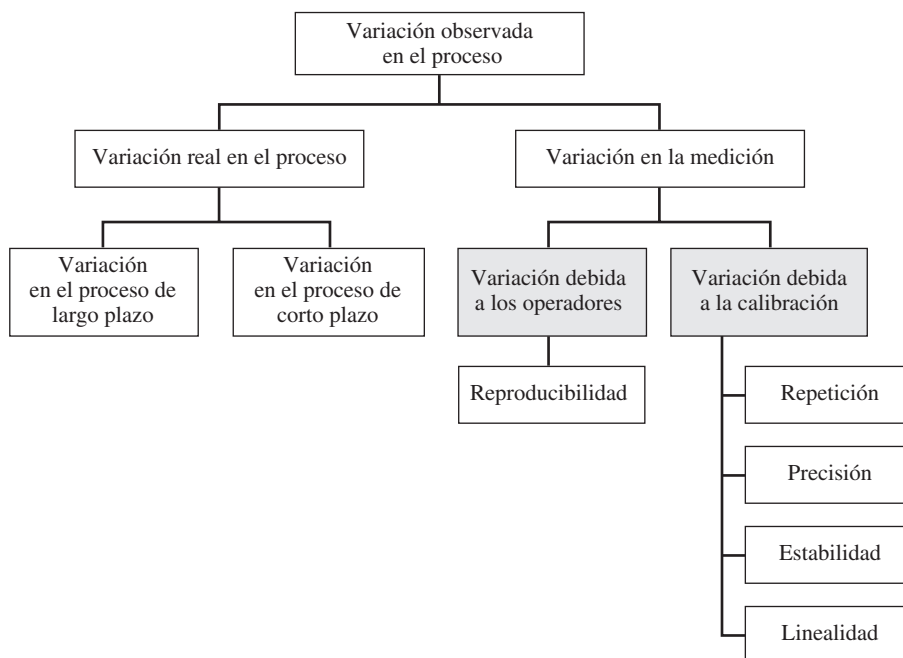 Variación observada
en el proceso
Variación real en el proceso
Variación en la medición
Variación
en el proceso de
largo plazo
Variación
en el proceso de
corto plazo
Variación debida
a los operadores
Variación debida
a la calibración
Reproducibilidad
Repetición
Precisión
Estabilidad
Linealidad